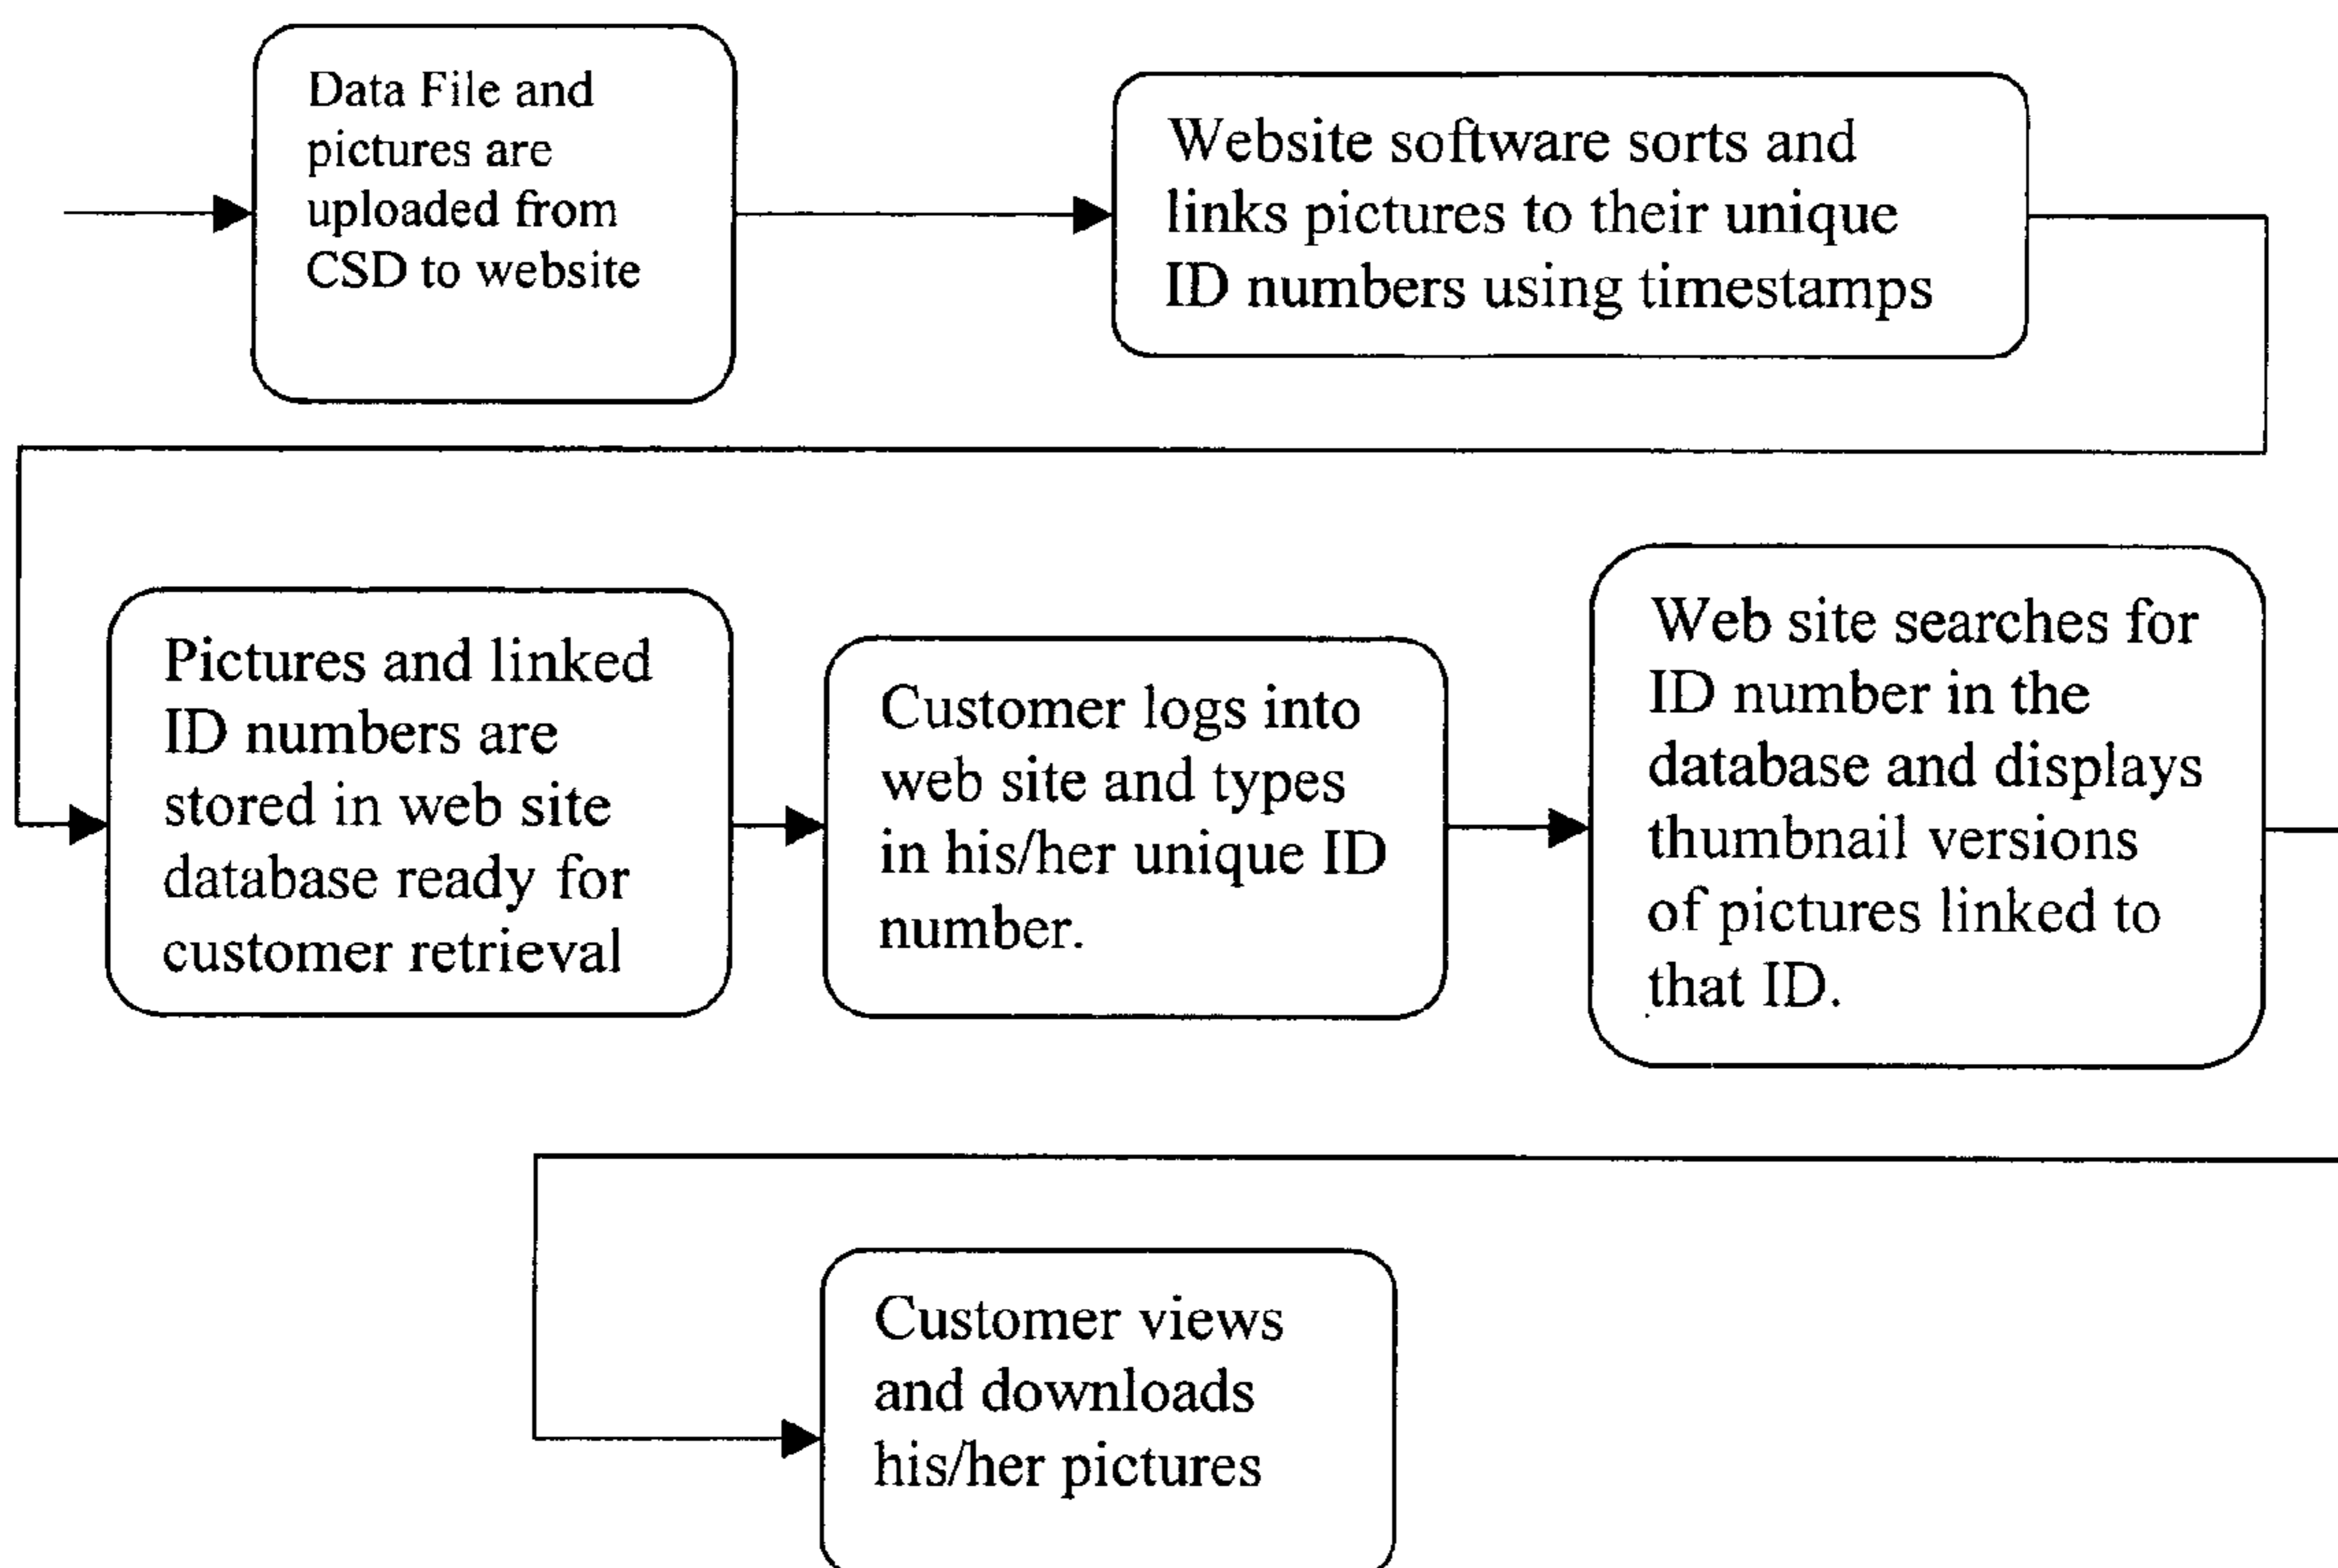 Data File and
pictures are
uploaded from
CSD to website
Website software sorts and
links pictures to their unique
ID numbers using timestamps
Pictures and linked
ID numbers are
stored in web site
database ready for
customer retrieval
Customer logs into
web site and types
in his/her unique ID
number.
Web site searches for
ID number in the
database and displays
thumbnail versions
of pictures linked to
that ID.
Customer views
and downloads
his/her pictures